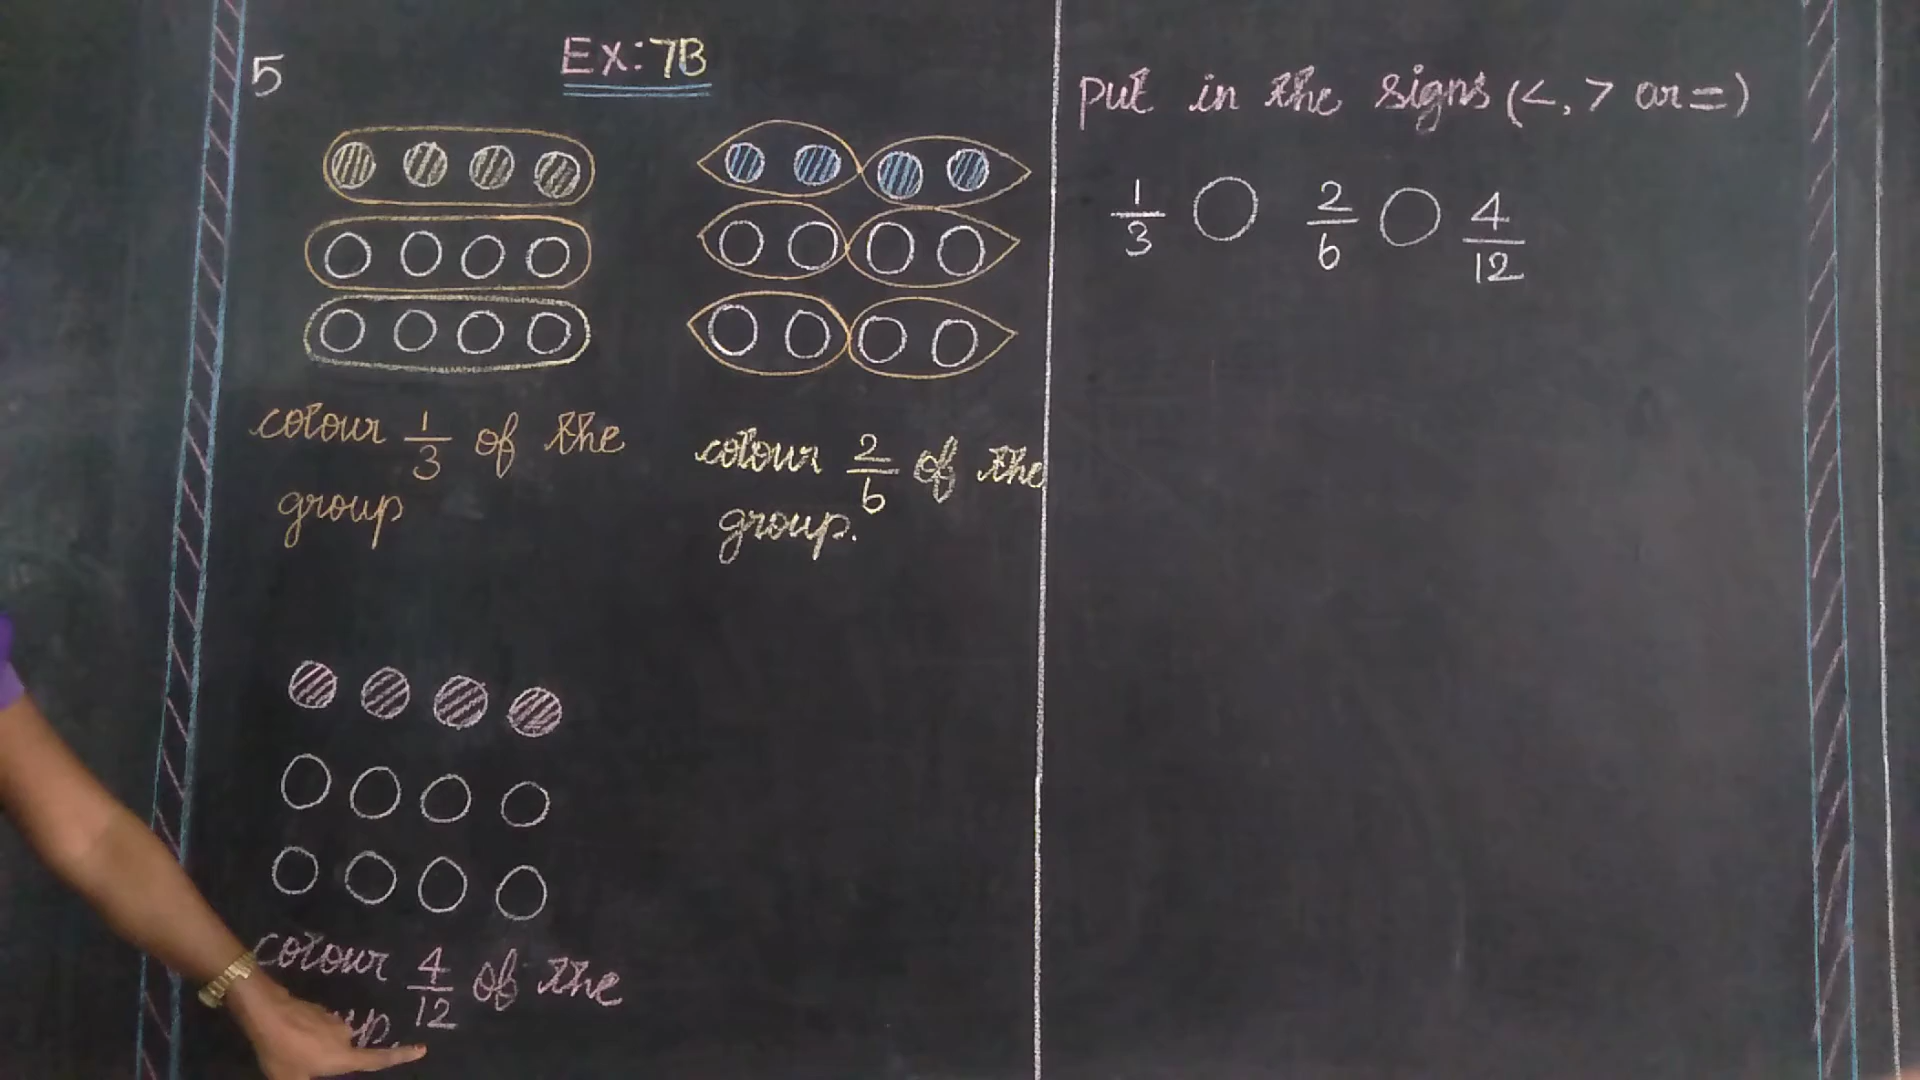 5
Ex: 7B
colour 1/3 of the
group
colour 2/6 of the
group.
colour 4/12 of the
put in the signs (<, > or =)
1/3 ○ 2/6 ○ 4/12